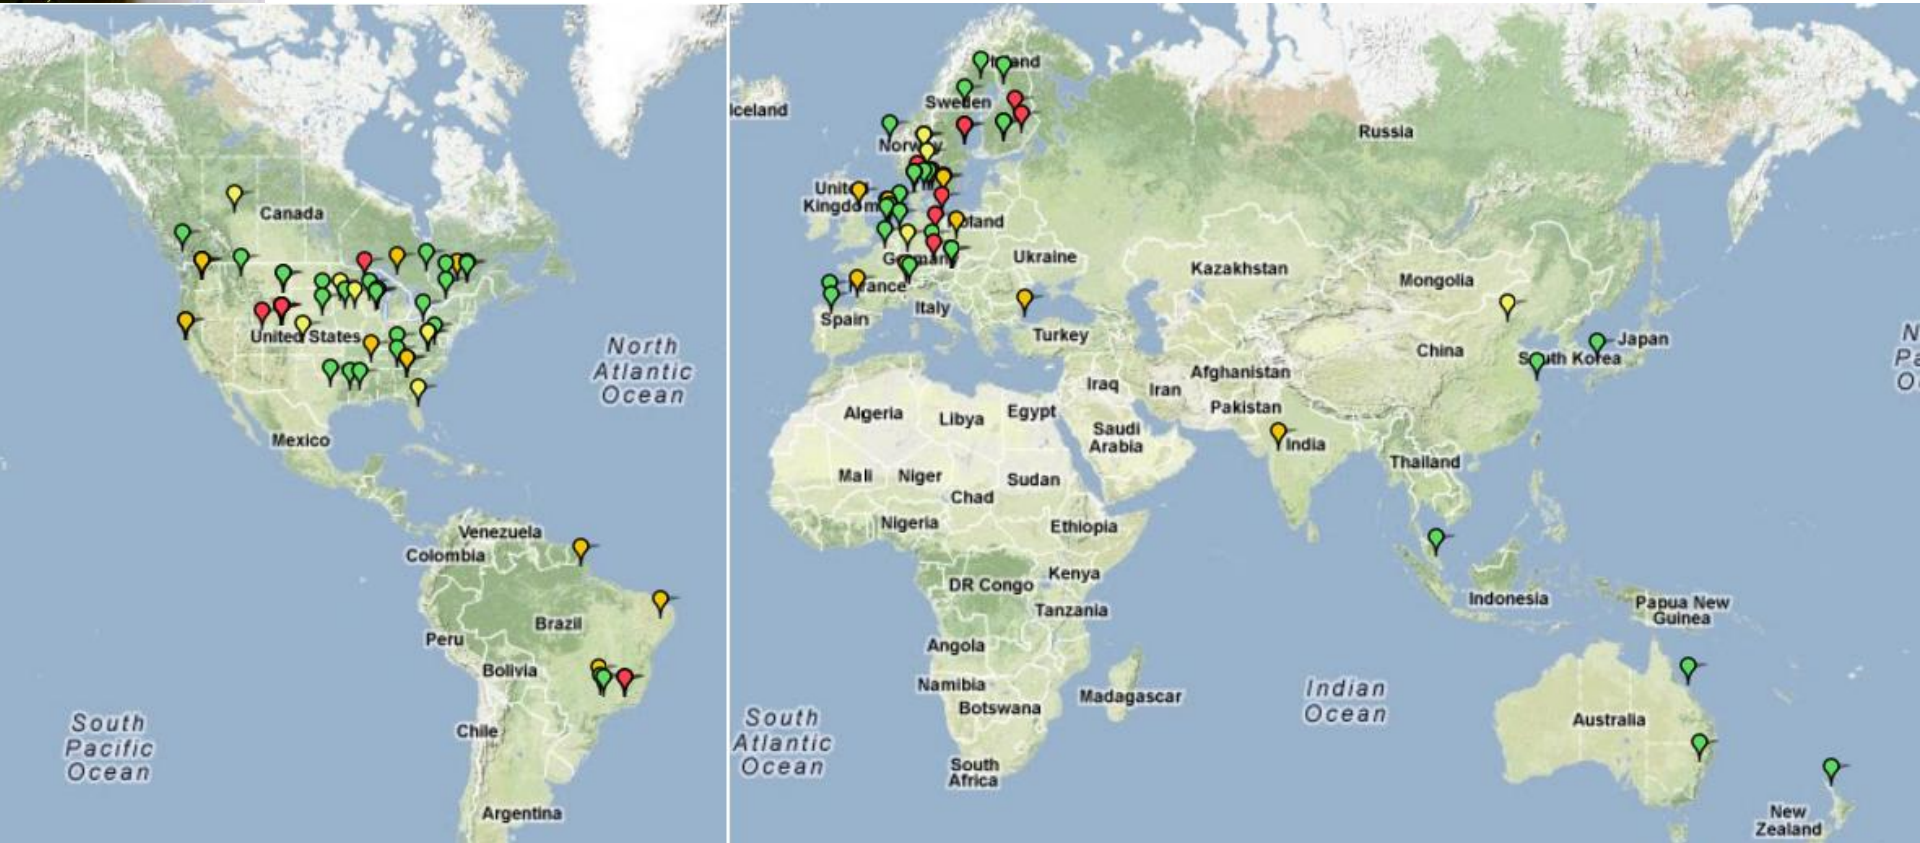 Canada
United States
North
Atlantic
Ocean
Mexico
Venezuela
Colombia
Brazil
Peru
Bolivia
South
Pacific
Ocean
Chile
Argentina
Iceland
Sweden
Norway
Russia
United
Kingdom
Poland
Germany
Ukraine
Kazakhstan
Mongolia
France
Italy
Spain
Turkey
China
Japan
South Korea
Afghanistan
Iraq
Iran
Pakistan
Algeria
Libya
Egypt
Saudi
Arabia
India
Thailand
Mali
Niger
Chad
Sudan
Nigeria
Ethiopia
DR Congo
Kenya
Tanzania
Indonesia
Papua New
Guinea
Angola
Namibia
Botswana
Madagascar
Indian
Ocean
South
Atlantic
Ocean
South
Africa
Australia
New
Zealand